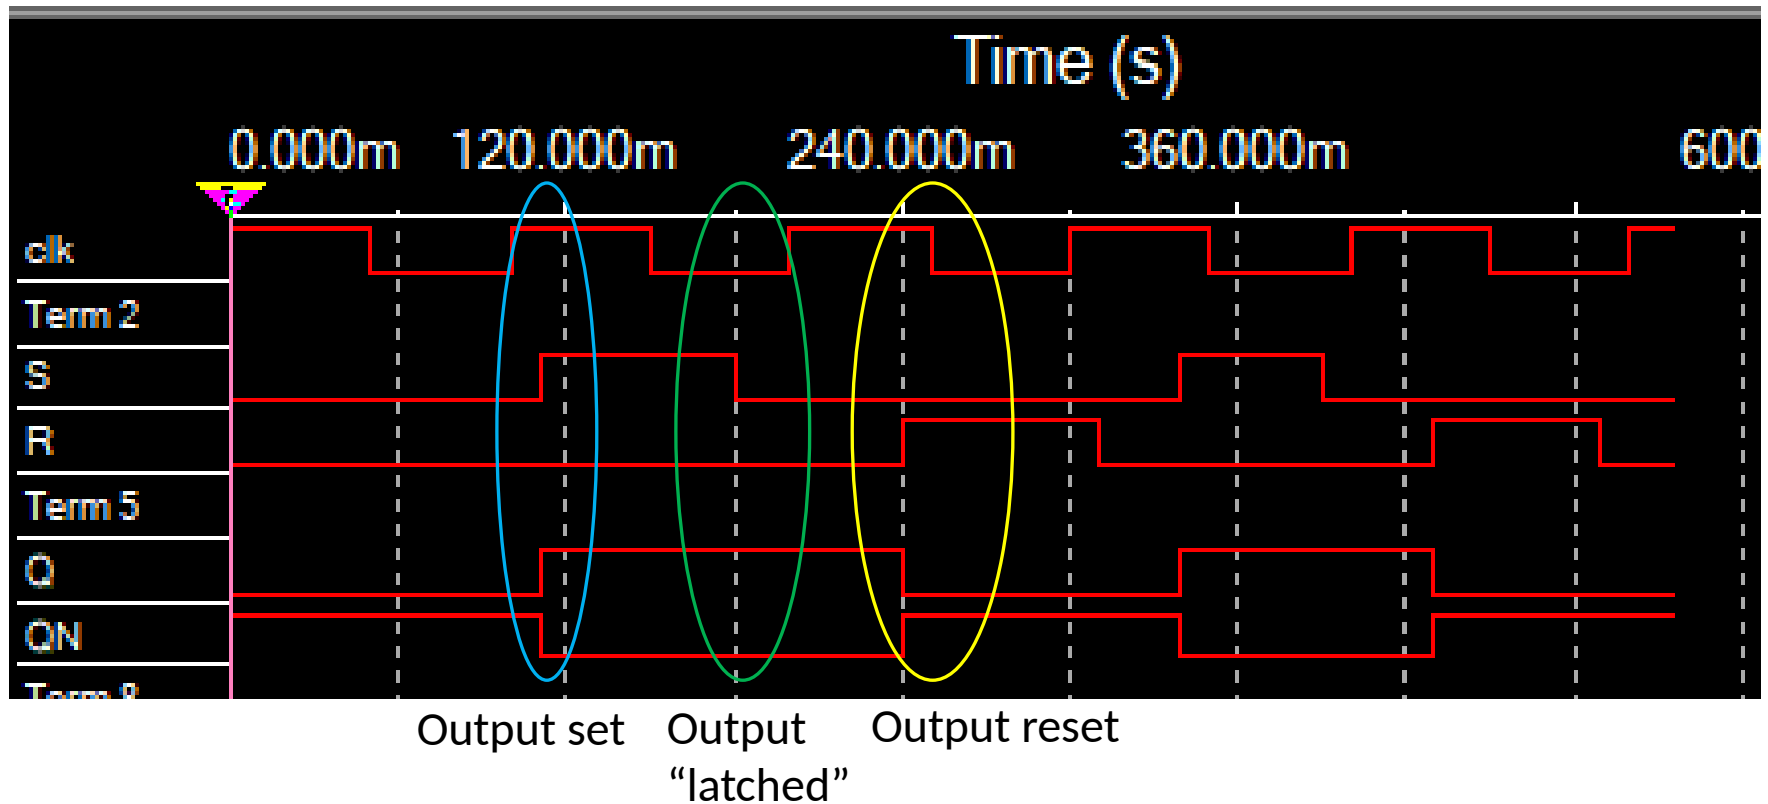 Time (s)
0.000m 120.000m 240.000m 360.000m 600
clk
Term 2
S
R
Term 5
Q
QN
Output set Output Output reset
“latched”